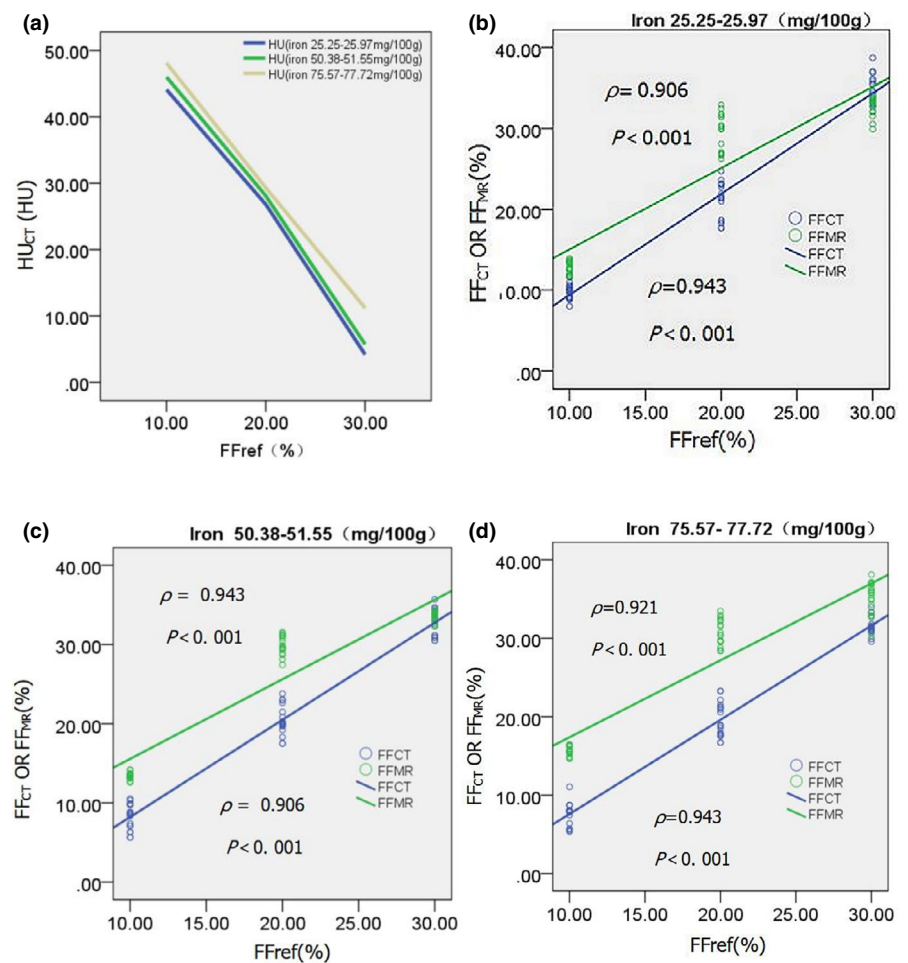 (a)
HU(iron 25.25-25.97mg/100g)
HU(iron 50.38-51.55mg/100g)
HU(iron 75.57-77.72mg/100g)
50.00
40.00
30.00
20.00
10.00
.00
HUCT (HU)
10.00 20.00 30.00
FFref (%)
(b)
Iron 25.25-25.97 (mg/100g)
40.00
30.00
20.00
10.00
.00
FFCT OR FFMR(%)
ρ= 0.906
P< 0.001
FFCT
FFMR
FFCT
FFMR
ρ=0.943
P< 0.001
10.00 15.00 20.00 25.00 30.00
FFref(%)
(c)
Iron 50.38-51.55 (mg/100g)
40.00
30.00
20.00
10.00
.00
FFCT OR FFMR(%)
ρ = 0.943
P< 0.001
FFCT
FFMR
FFCT
FFMR
ρ = 0.906
P< 0.001
10.00 15.00 20.00 25.00 30.00
FFref(%)
(d)
Iron 75.57- 77.72 (mg/100g)
40.00
30.00
20.00
10.00
.00
FFCT OR FFMR(%)
ρ=0.921
P< 0.001
FFCT
FFMR
FFCT
FFMR
ρ=0.943
P< 0.001
10.00 15.00 20.00 25.00 30.00
FFref(%)